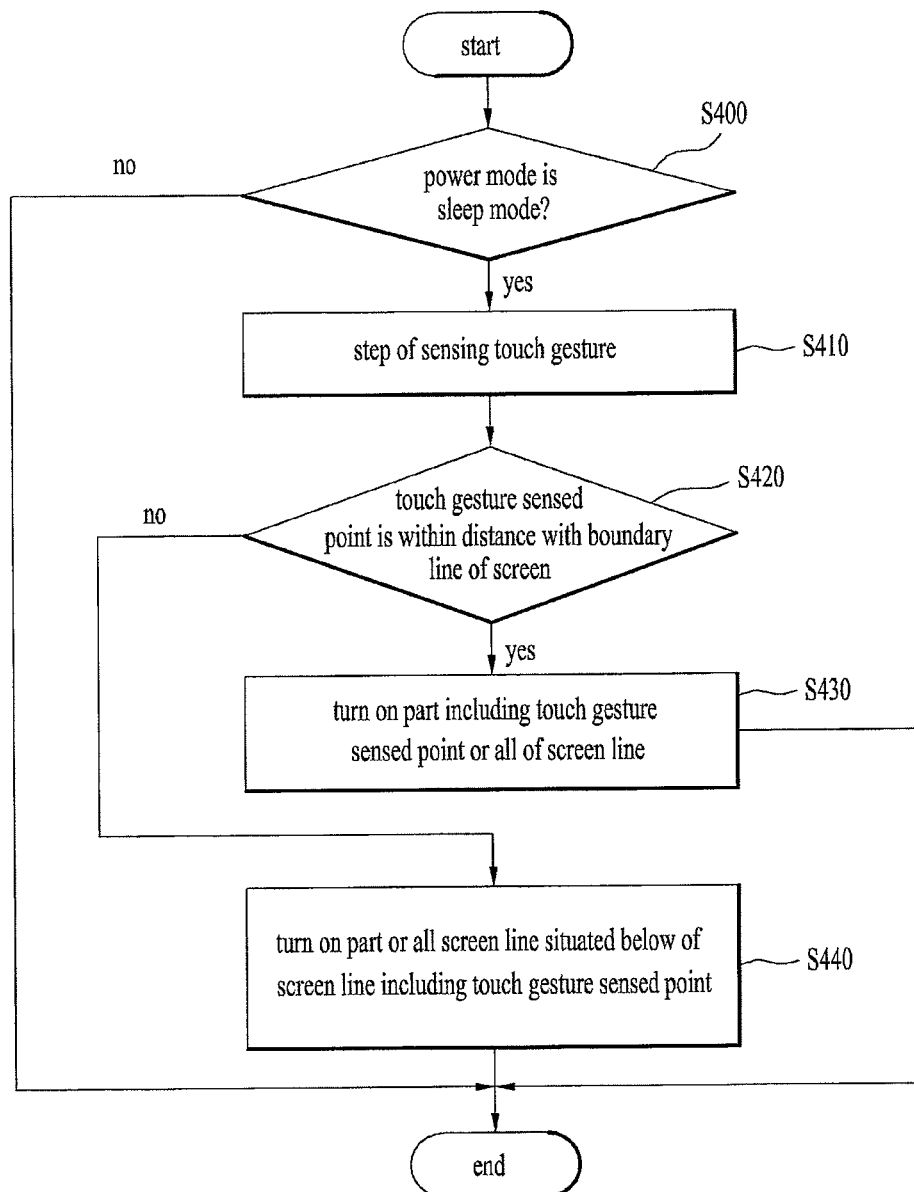 start
S400
no
power mode is
sleep mode?
yes
step of sensing touch gesture
S410
S420
touch gesture sensed
no
point is within distance with boundary
line of screen
yes
S430
turn on part including touch gesture
sensed point or all of screen line
turn on part or all screen line situated below of
screen line including touch gesture sensed point
S440
end